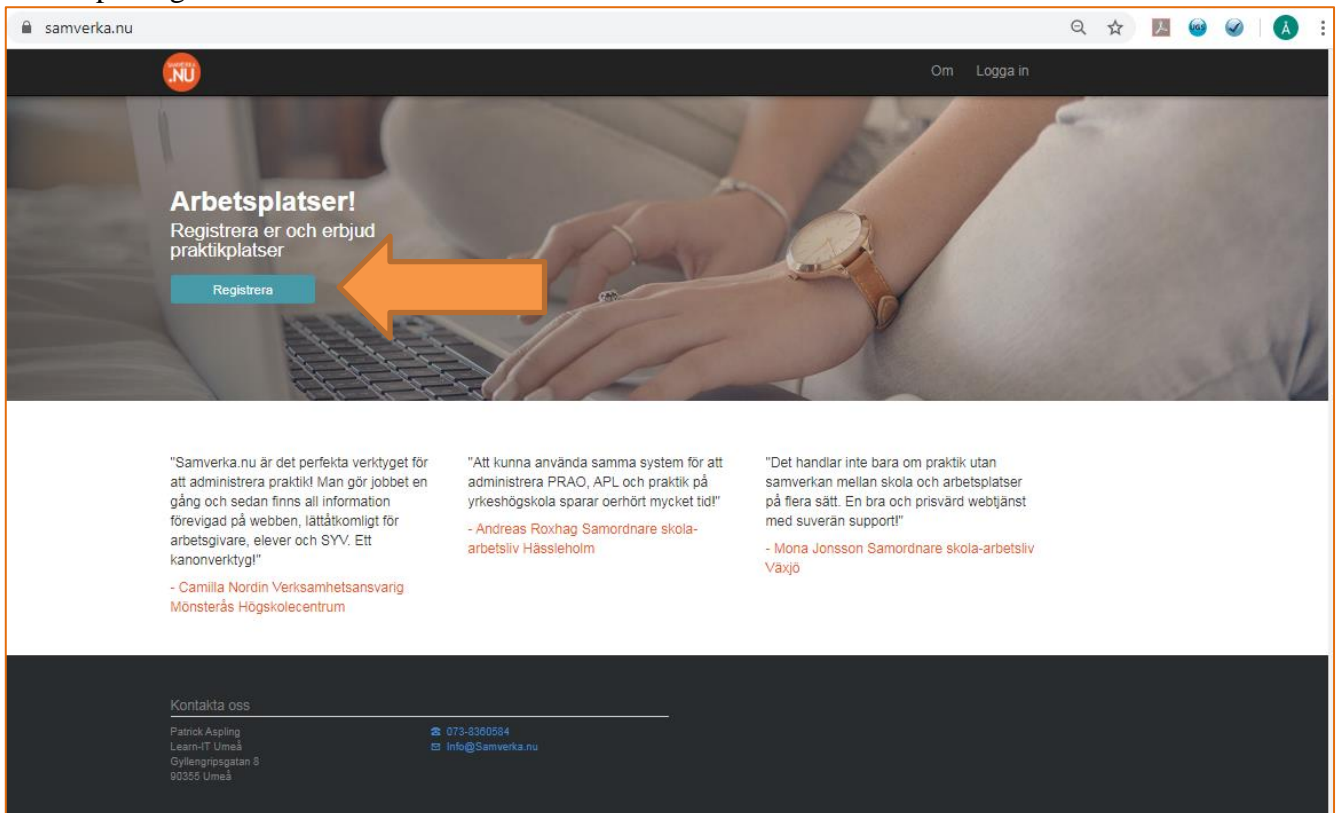 samverka.nu
UGS
Å
SAMVERKA
.NU
Om Logga in
Arbetsplatser!
Registrera er och erbjud
praktikplatser
Registrera
"Samverka.nu är det perfekta verktyget för
att administrera praktik! Man gör jobbet en
gång och sedan finns all information
förevigad på webben, lättåtkomligt för
arbetsgivare, elever och SYV. Ett
kanonverktyg!"
- Camilla Nordin Verksamhetsansvarig
Mönsterås Högskolecentrum
"Att kunna använda samma system för att
administrera PRAO, APL och praktik på
yrkeshögskola sparar oerhört mycket tid!"
- Andreas Roxhag Samordnare skola-
arbetsliv Hässleholm
"Det handlar inte bara om praktik utan
samverkan mellan skola och arbetsplatser
på flera sätt. En bra och prisvärd webtjänst
med suverän support!"
- Mona Jonsson Samordnare skola-arbetsliv
Växjö
Kontakta oss
Patrick Aspling
Learn-IT Umeå
Gyllengripsgatan 8
90355 Umeå
073-8360584
Info@Samverka.nu